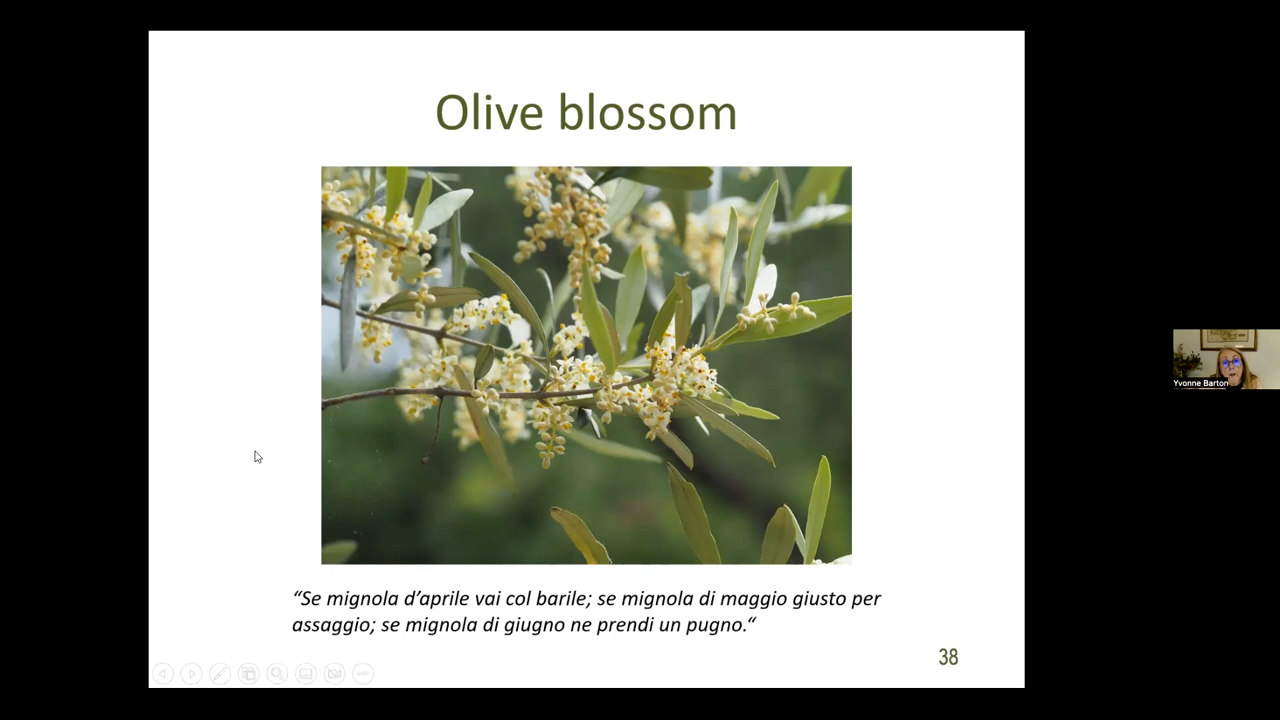 Olive blossom
“Se mignola d’aprile vai col barile; se mignola di maggio giusto per
assaggio; se mignola di giugno ne prendi un pugno.“
38
Yvonne Barton